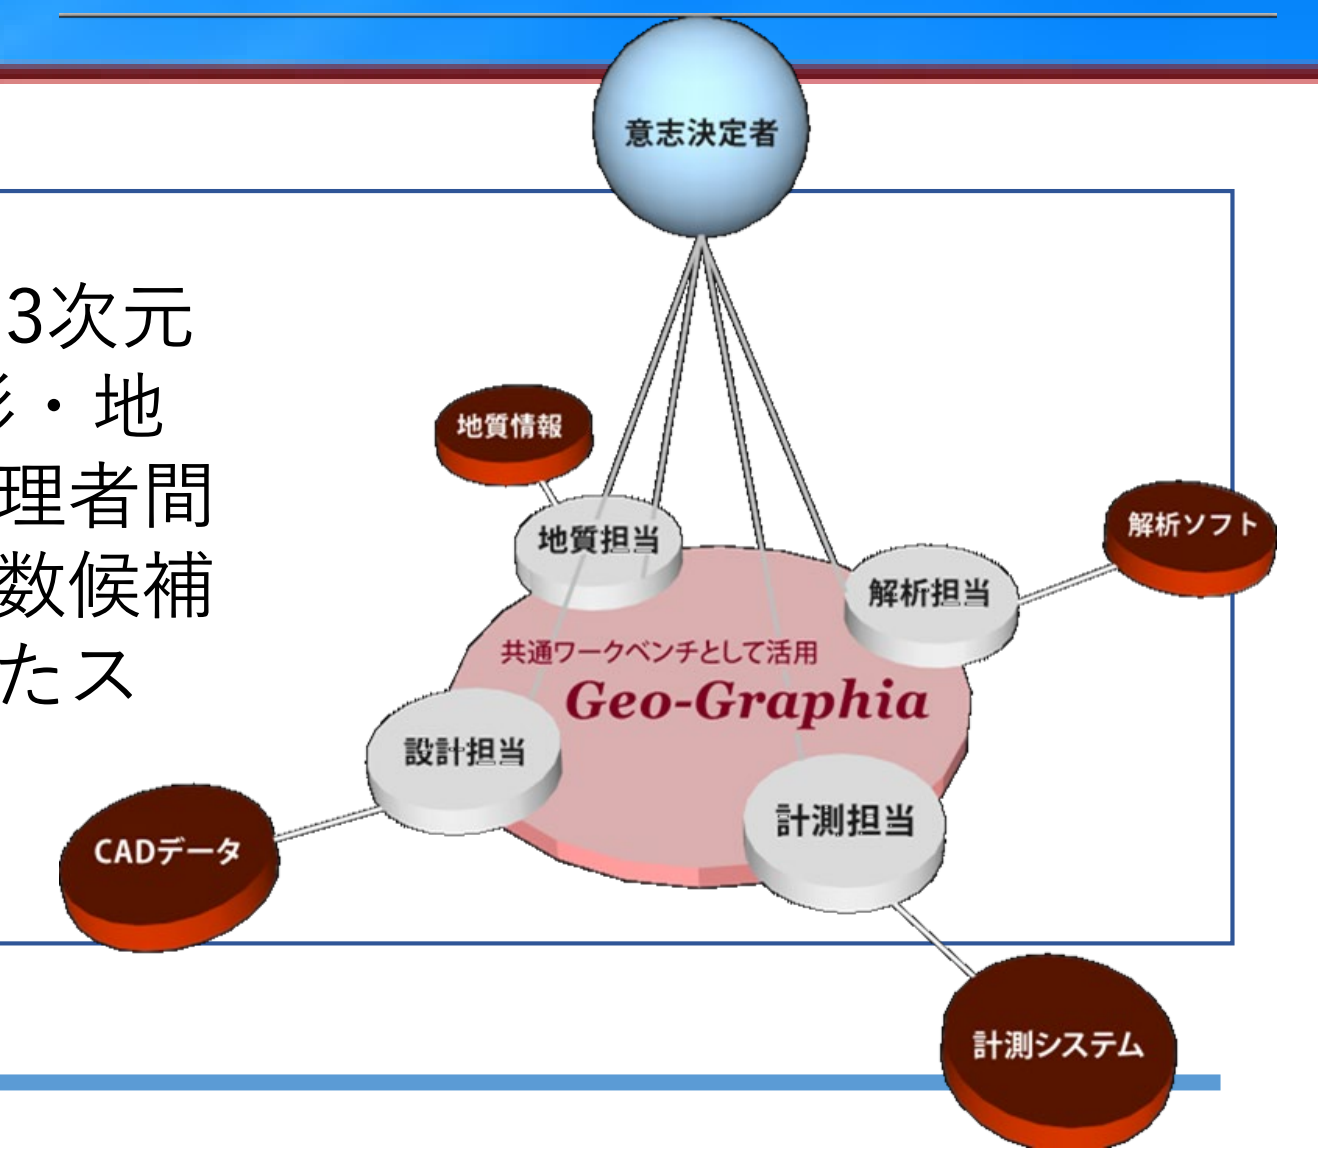 意志決定者
3次元
・地
理者間
数候補
たス
地質情報
地質担当
解析ソフト
解析担当
共通ワークベンチとして活用
Geo-Graphia
設計担当
計測担当
CADデータ
計測システム